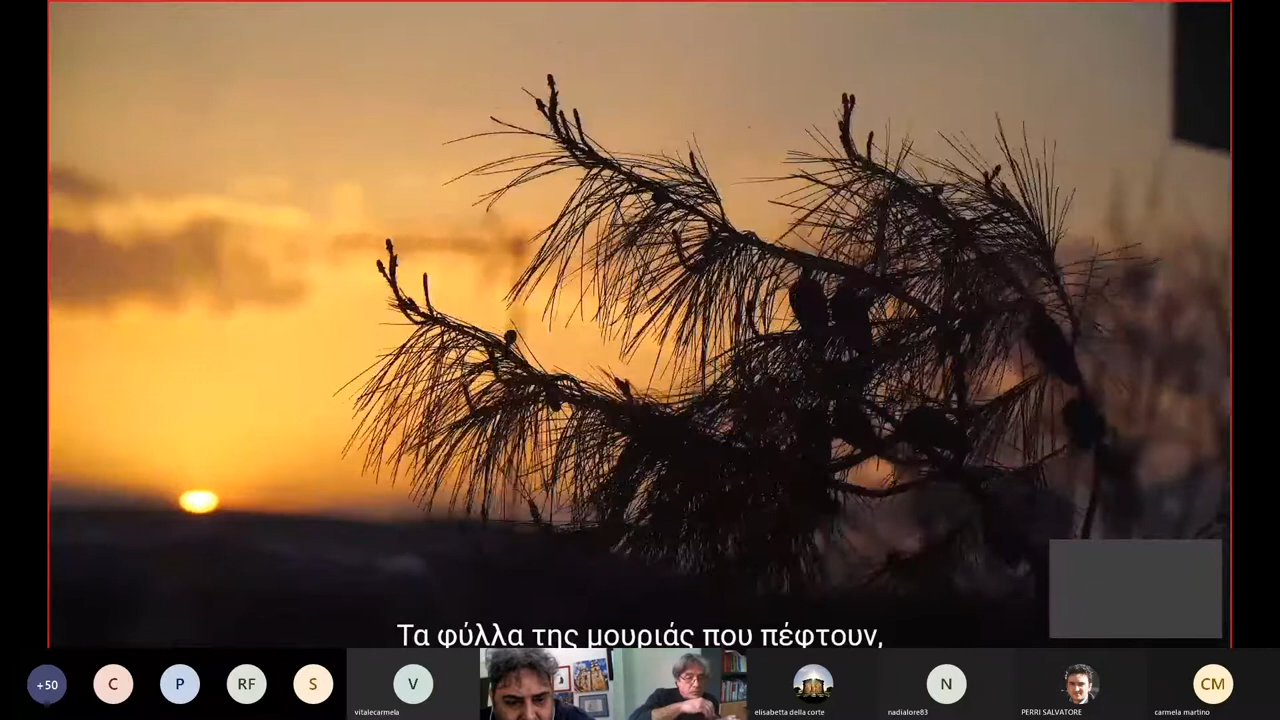 Τα φύλλα της μουριάς που πέφτουν,
+50
C
P
RF
S
V
N
CM
vitalecarmela
elisabetta della corte
nadialore83
PERRI SALVATORE
carmela martino